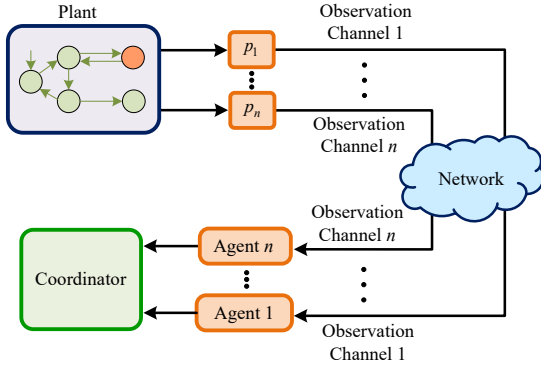 Plant
p1
pn
Observation
Channel 1
Observation
Channel n
Network
Observation
Channel n
Coordinator
Agent n
Agent 1
Observation
Channel 1